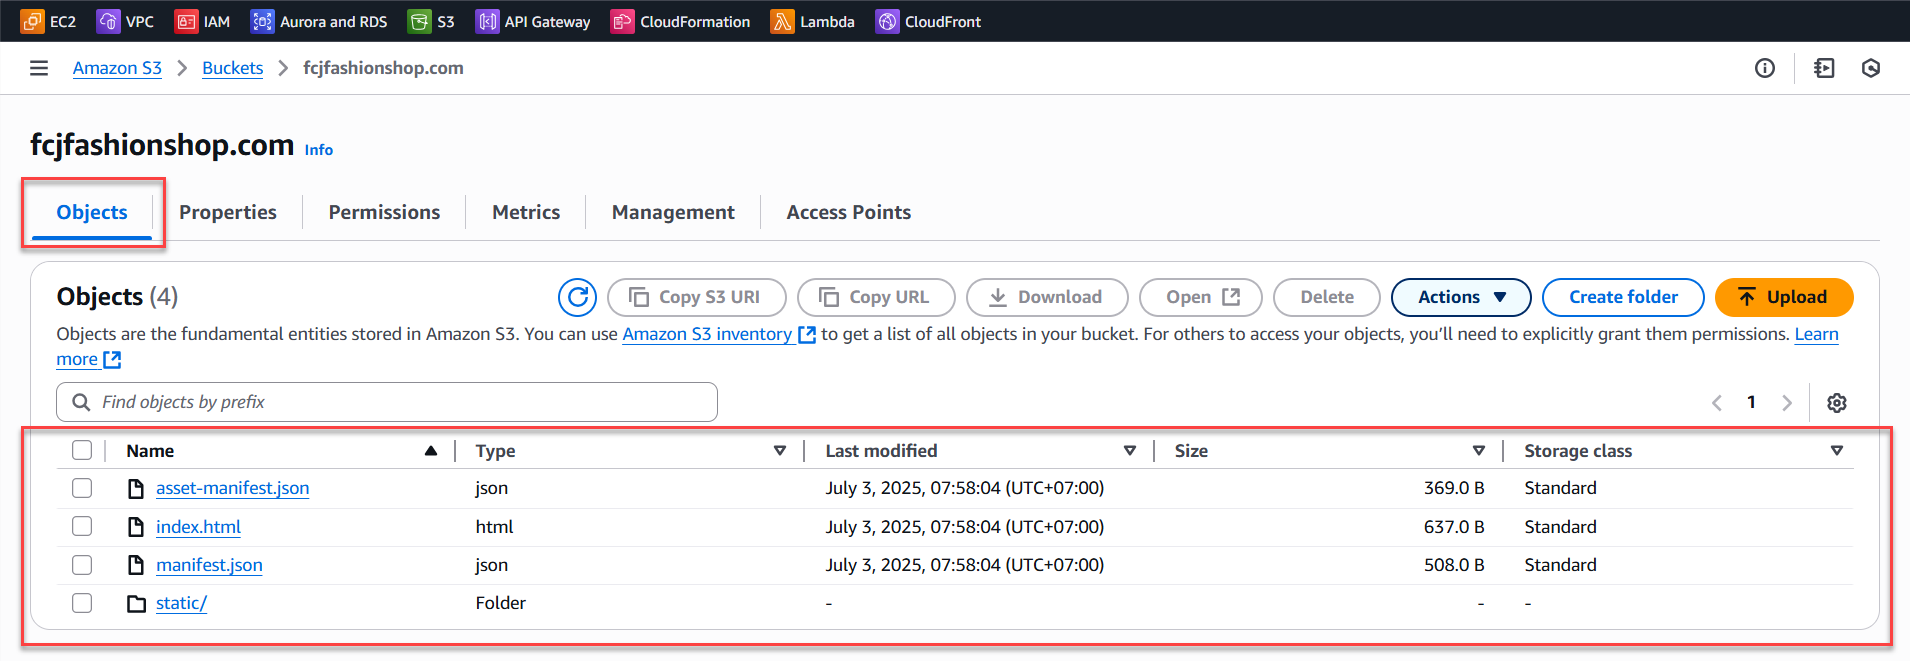 EC2 VPC IAM Aurora and RDS S3 API Gateway CloudFormation Lambda CloudFront
Amazon S3 > Buckets > fcjfashionshop.com
fcjfashionshop.com Info
Objects Properties Permissions Metrics Management Access Points
Objects (4) Copy S3 URI Copy URL Download Open Delete Actions Create folder Upload
Objects are the fundamental entities stored in Amazon S3. You can use Amazon S3 inventory to get a list of all objects in your bucket. For others to access your objects, you’ll need to explicitly grant them permissions. Learn
more
Find objects by prefix 1
Name Type Last modified Size Storage class
asset-manifest.json json July 3, 2025, 07:58:04 (UTC+07:00) 369.0 B Standard
index.html html July 3, 2025, 07:58:04 (UTC+07:00) 637.0 B Standard
manifest.json json July 3, 2025, 07:58:04 (UTC+07:00) 508.0 B Standard
static/ Folder - - -